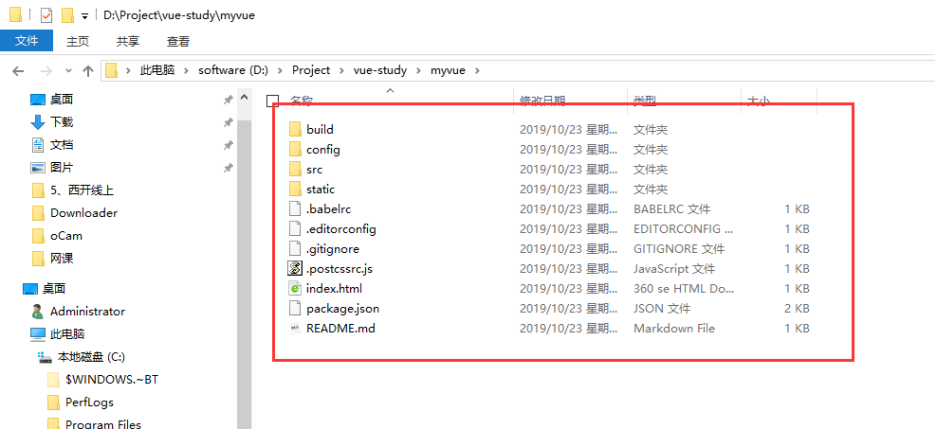 D:\Project\vue-study\myvue
文件 主页 共享 查看
此电脑 > software (D:) > Project > vue-study > myvue >
桌面
下载
文档
图片
5、西开线上
Downloader
oCam
网课
桌面
Administrator
此电脑
本地磁盘 (C:)
$WINDOWS.~BT
PerfLogs
Program Files
名称 修改日期 类型 大小
build 2019/10/23 星期... 文件夹
config 2019/10/23 星期... 文件夹
src 2019/10/23 星期... 文件夹
static 2019/10/23 星期... 文件夹
.babelrc 2019/10/23 星期... BABELRC 文件 1 KB
.editorconfig 2019/10/23 星期... EDITORCONFIG ... 1 KB
.gitignore 2019/10/23 星期... GITIGNORE 文件 1 KB
.postcssrc.js 2019/10/23 星期... JavaScript 文件 1 KB
index.html 2019/10/23 星期... 360 se HTML Do... 1 KB
package.json 2019/10/23 星期... JSON 文件 2 KB
README.md 2019/10/23 星期... Markdown File 1 KB